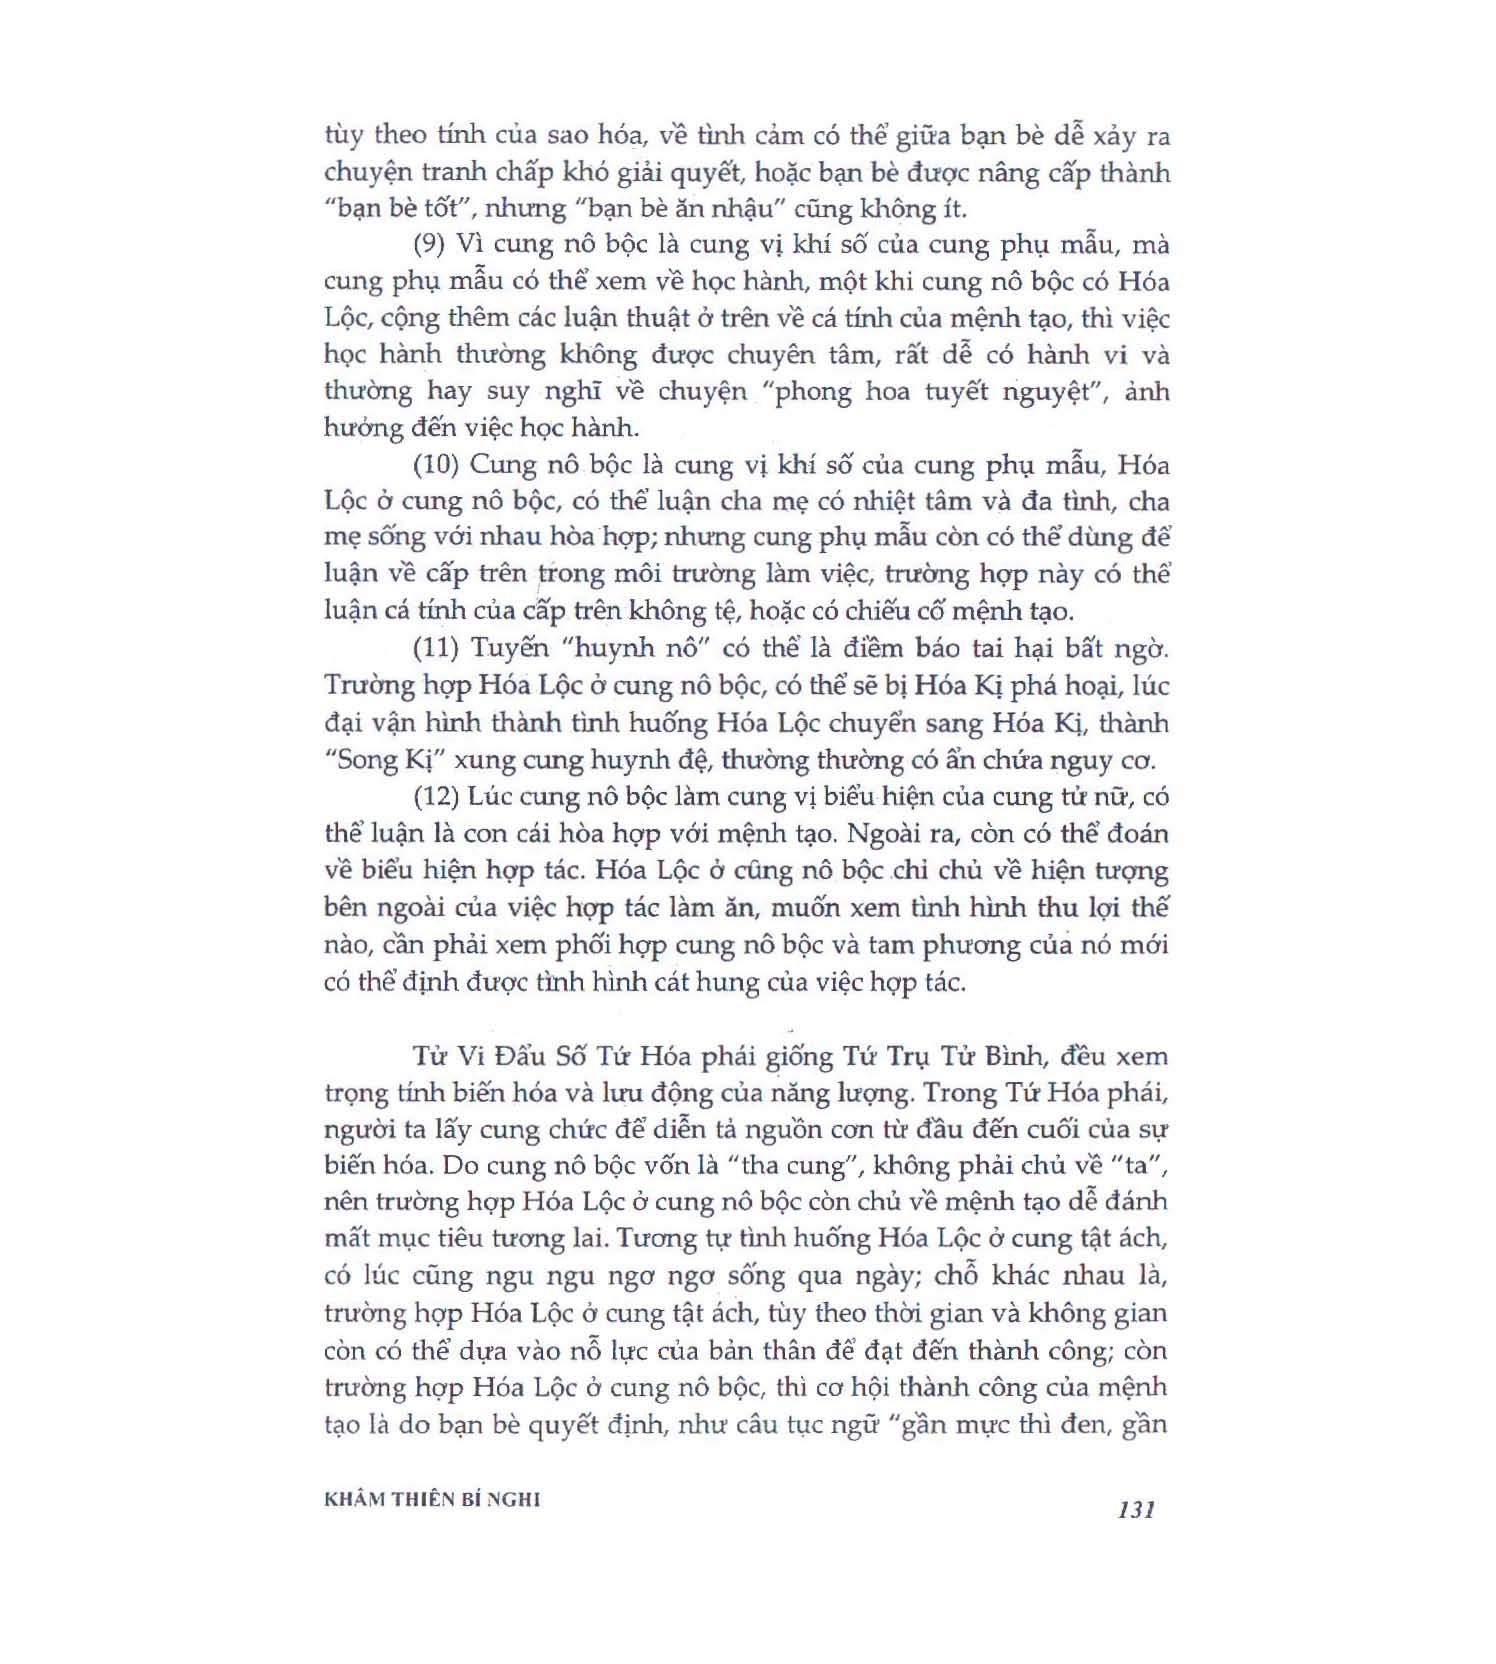 tùy theo tính của sao hóa, về tình cảm có thể giữa bạn bè dễ xảy ra
chuyện tranh chấp khó giải quyết, hoặc bạn bè được nâng cấp thành
"bạn bè tốt", nhưng "bạn bè ăn nhậu" cũng không ít.
(9) Vì cung nô bộc là cung vị khí số của cung phụ mẫu, mà
cung phụ mẫu có thể xem về học hành, một khi cung nô bộc có Hóa
Lộc, cộng thêm các luận thuật ở trên về cá tính của mệnh tạo, thì việc
học hành thường không được chuyên tâm, rất dễ có hành vi và
thường hay suy nghĩ về chuyện "phong hoa tuyết nguyệt", ảnh
hưởng đến việc học hành.
(10) Cung nô bộc là cung vị khí số của cung phụ mẫu, Hóa
Lộc ở cung nô bộc, có thể luận cha mẹ có nhiệt tâm và đa tình, cha
mẹ sống với nhau hòa hợp; nhưng cung phụ mẫu còn có thể dùng để
luận về cấp trên trong môi trường làm việc, trường hợp này có thể
luận cá tính của cấp trên không tệ, hoặc có chiếu cố mệnh tạo.
(11) Tuyến "huynh nô" có thể là điềm báo tai hại bất ngờ.
Trường hợp Hóa Lộc ở cung nô bộc, có thể sẽ bị Hóa Kị phá hoại, lúc
đại vận hình thành tình huống Hóa Lộc chuyển sang Hóa Kị, thành
"Song Kị" xung cung huynh đệ, thường thường có ẩn chứa nguy cơ.
(12) Lúc cung nô bộc làm cung vị biểu hiện của cung tử nữ, có
thể luận là con cái hòa hợp với mệnh tạo. Ngoài ra, còn có thể đoán
về biểu hiện hợp tác. Hóa Lộc ở cung nô bộc chỉ chủ về hiện tượng
bên ngoài của việc hợp tác làm ăn, muốn xem tình hình thu lợi thế
nào, cần phải xem phối hợp cung nô bộc và tam phương của nó mới
có thể định được tình hình cát hung của việc hợp tác.
Tử Vi Đẩu Số Tứ Hóa phái giống Tứ Trụ Tử Bình, đều xem
trọng tính biến hóa và lưu động của năng lượng. Trong Tứ Hóa phái,
người ta lấy cung chức để diễn tả nguồn cơn từ đầu đến cuối của sự
biến hóa. Do cung nô bộc vốn là "tha cung", không phải chủ về "ta",
nên trường hợp Hóa Lộc ở cung nô bộc còn chủ về mệnh tạo dễ đánh
mất mục tiêu tương lai. Tương tự tình huống Hóa Lộc ở cung tật ách,
có lúc cũng ngu ngu ngơ ngơ sống qua ngày; chỗ khác nhau là,
trường hợp Hóa Lộc ở cung tật ách, tùy theo thời gian và không gian
còn có thể dựa vào nỗ lực của bản thân để đạt đến thành công; còn
trường hợp Hóa Lộc ở cung nô bộc, thì cơ hội thành công của mệnh
tạo là do bạn bè quyết định, như câu tục ngữ "gần mực thì đen, gần
KHÂM THIÊN BÍ NGHI
131